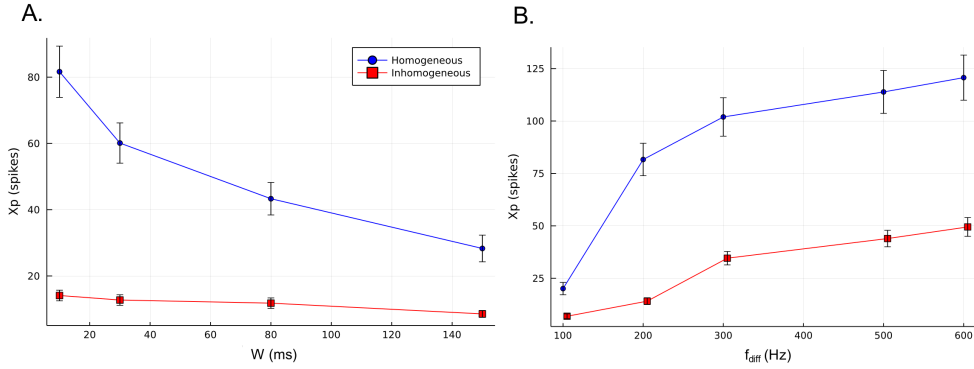 A.
Xp (spikes)
80
60
40
20
20 40 60 80 100 120 140
W (ms)
Homogeneous
Inhomogeneous
B.
Xp (spikes)
125
100
75
50
25
100 200 300 400 500 600
f_diff (Hz)